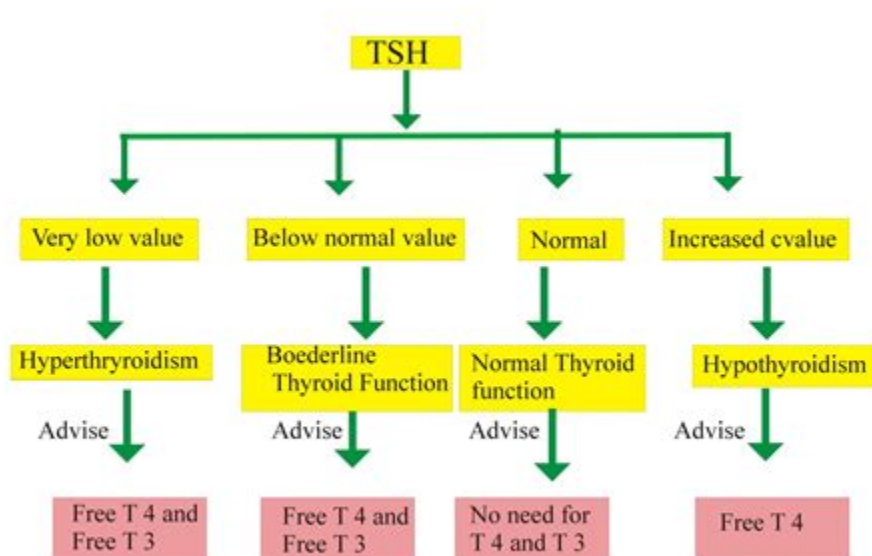 TSH
Very low value
Below normal value
Normal
Increased cvalue
Hyperthryroidism
Boederline
Thyroid Function
Normal Thyroid
function
Hypothyroidism
Advise
Advise
Advise
Advise
Free T 4 and
Free T 3
Free T 4 and
Free T 3
No need for
T 4 and T 3
Free T 4